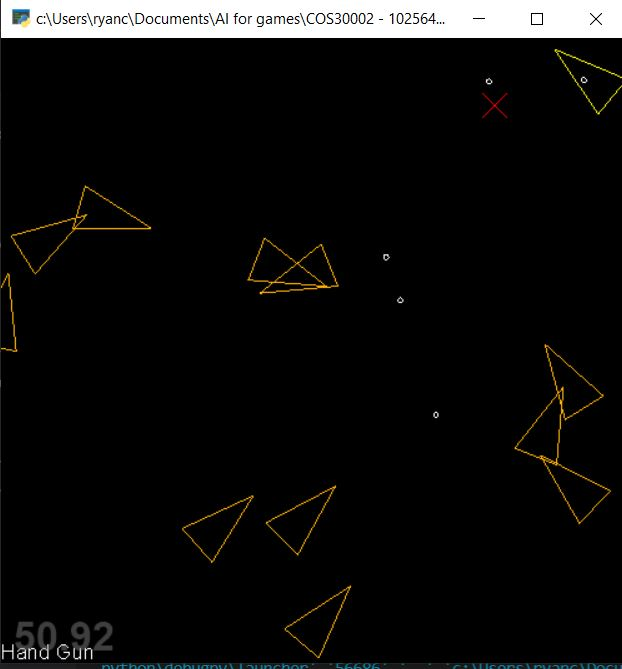 c:\Users\ryanc\Documents\AI for games\COS30002 - 102564...
50.92
Hand Gun